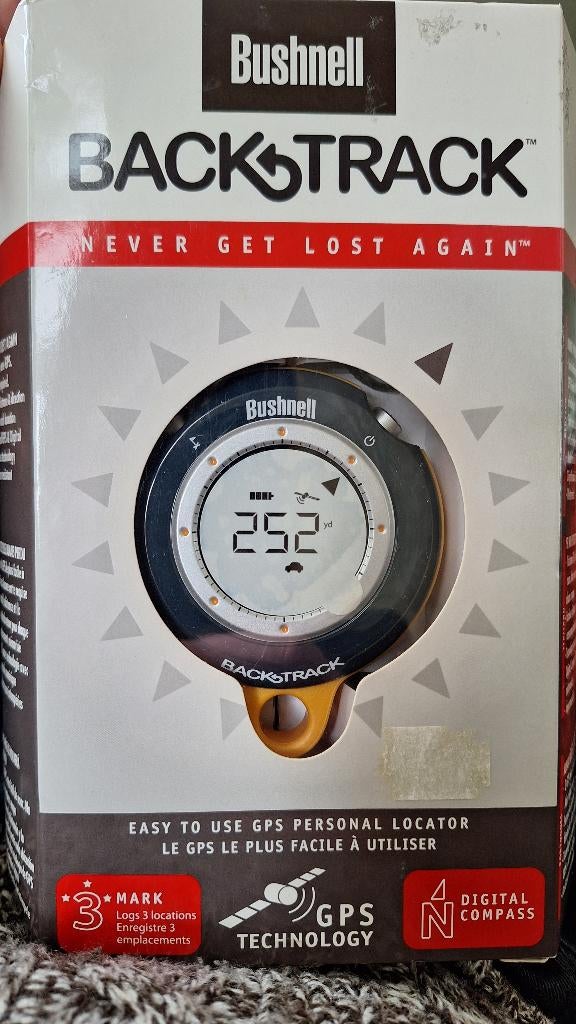 Bushnell
BACKTRACK™
NEVER GET LOST AGAIN™
Bushnell
252 yd
BACKTRACK
EASY TO USE GPS PERSONAL LOCATOR
LE GPS LE PLUS FACILE À UTILISER
3 MARK
Logs 3 locations
Enregistre 3
emplacements
GPS
TECHNOLOGY
N DIGITAL
COMPASS